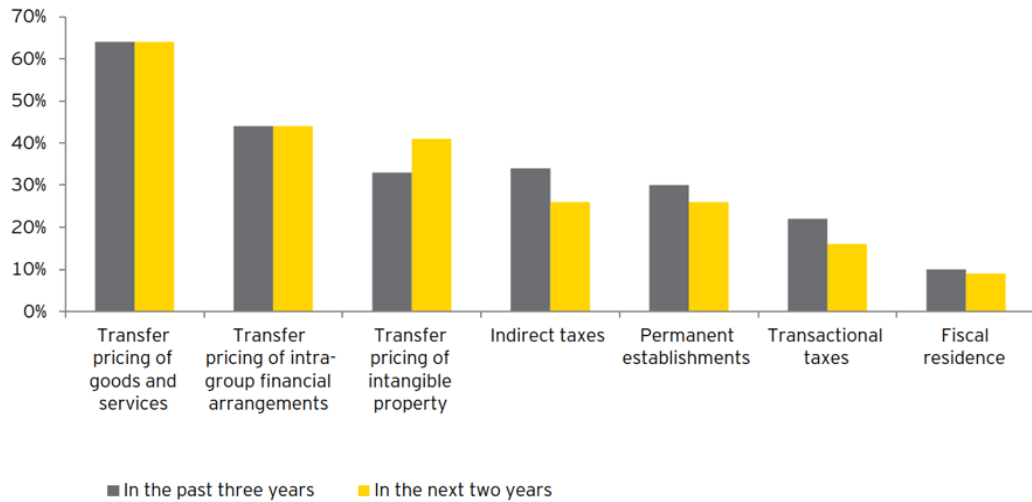 70%
60%
50%
40%
30%
20%
10%
0%
Transfer
pricing of
goods and
services
Transfer
pricing of intra-
group financial
arrangements
Transfer
pricing of
intangible
property
Indirect taxes
Permanent
establishments
Transactional
taxes
Fiscal
residence
In the past three years
In the next two years